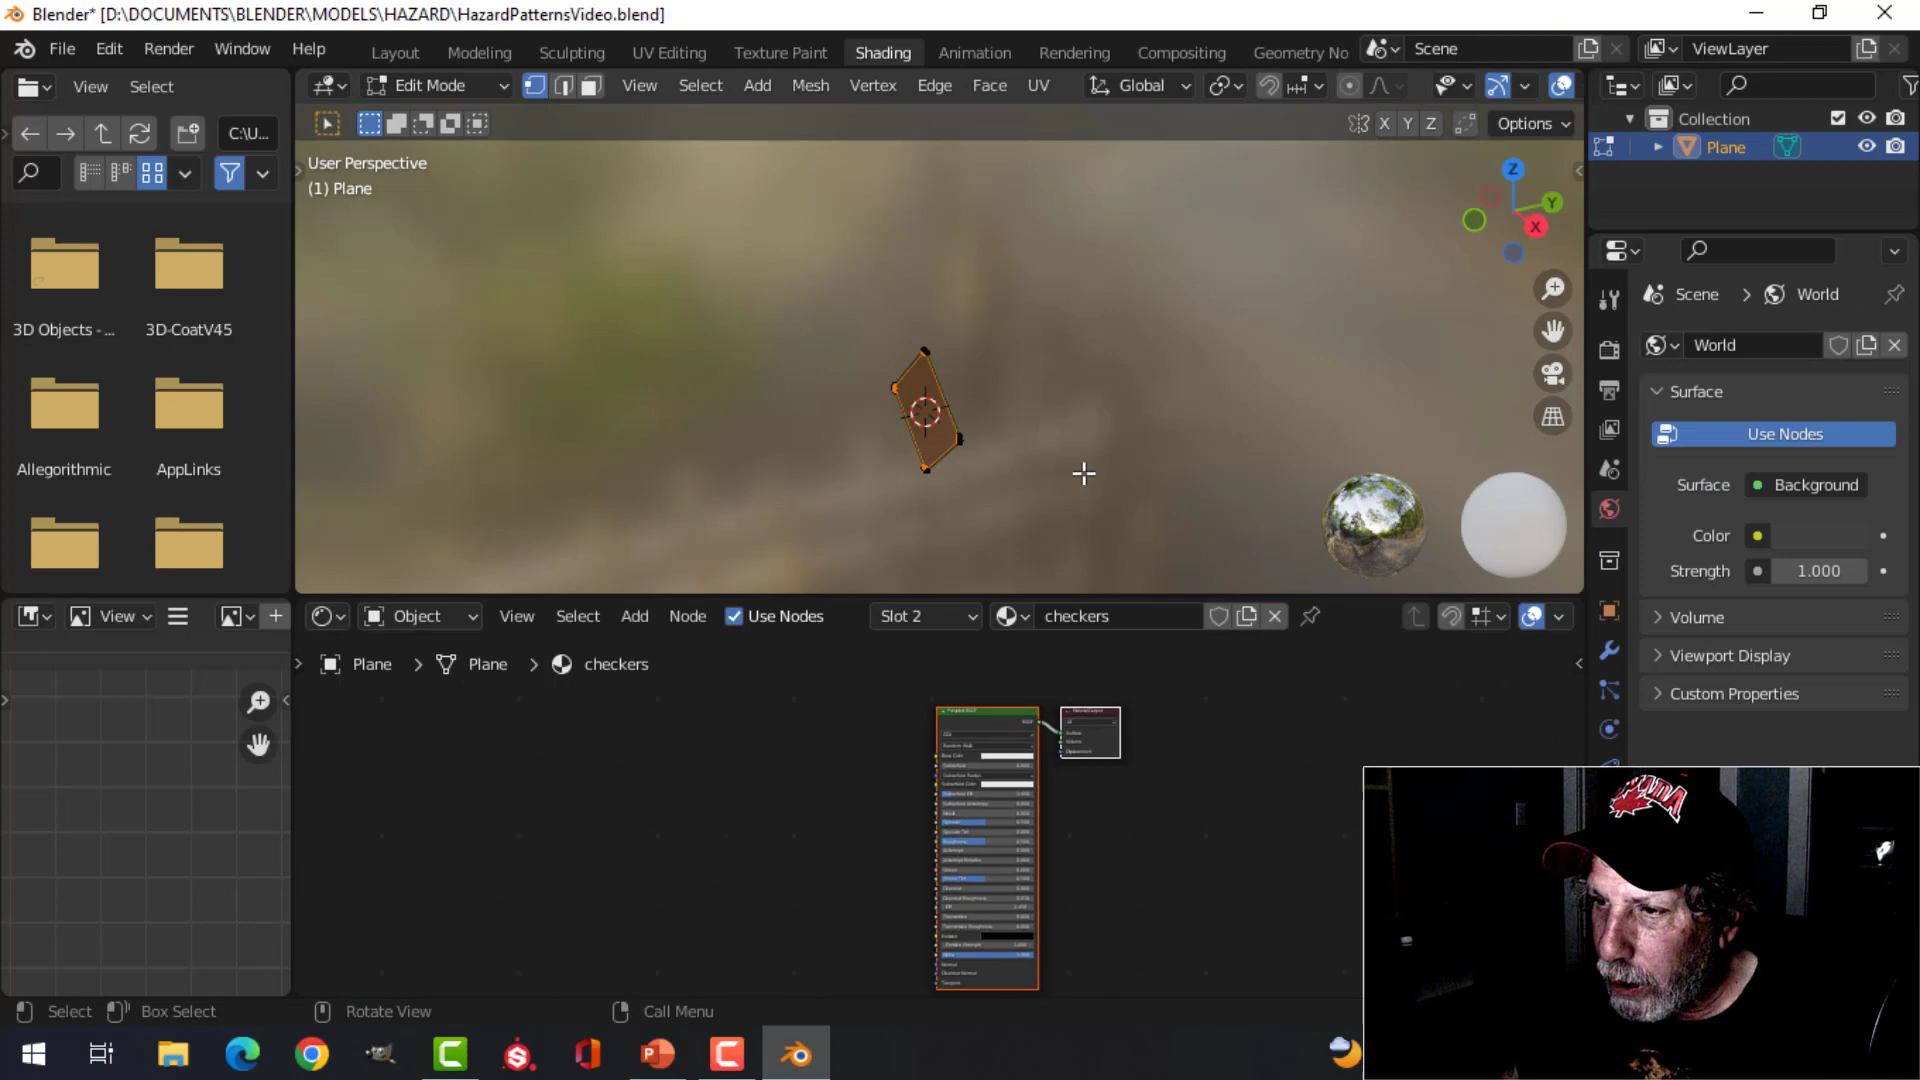 Blender* [D:\DOCUMENTS\BLENDER\MODELS\HAZARD\HazardPatternsVideo.blend]
File Edit Render Window Help Layout Modeling Sculpting UV Editing Texture Paint Shading Animation Rendering Compositing Geometry No Scene ViewLayer
View Select Edit Mode View Select Add Mesh Vertex Edge Face UV Global
C:\U... X Y Z Options
Collection
Plane
User Perspective
(1) Plane
Z
Y
X
3D Objects - ... 3D-CoatV45
Allegorithmic AppLinks
Scene > World
World
Surface
Use Nodes
Surface Background
Color
Strength 1.000
Volume
Viewport Display
Custom Properties
View Object View Select Add Node Use Nodes Slot 2 checkers
Plane > Plane > checkers
Select Box Select Rotate View Call Menu